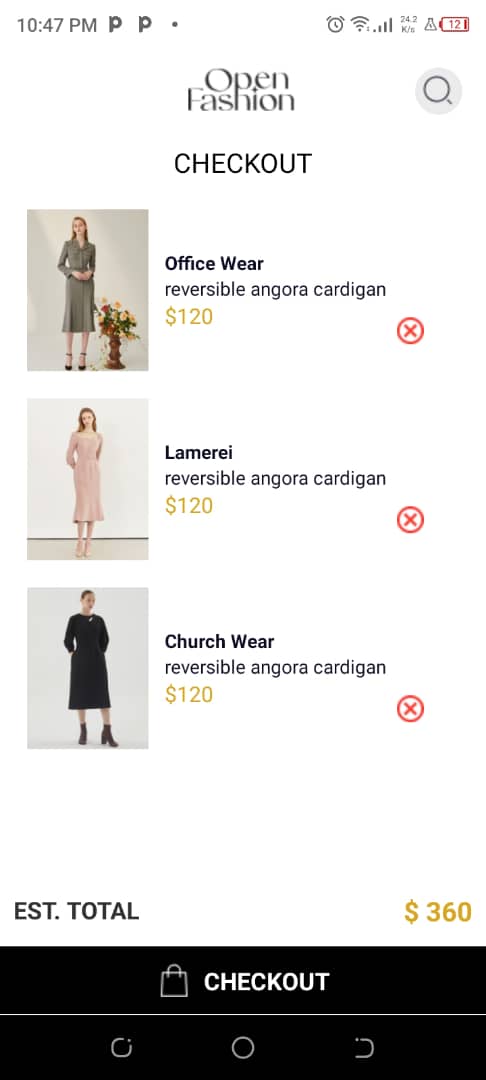 10:47 PM
24.2
K/s
12
Open
Fashion
CHECKOUT
Office Wear
reversible angora cardigan
$120
Lamerei
reversible angora cardigan
$120
Church Wear
reversible angora cardigan
$120
EST. TOTAL
$ 360
CHECKOUT